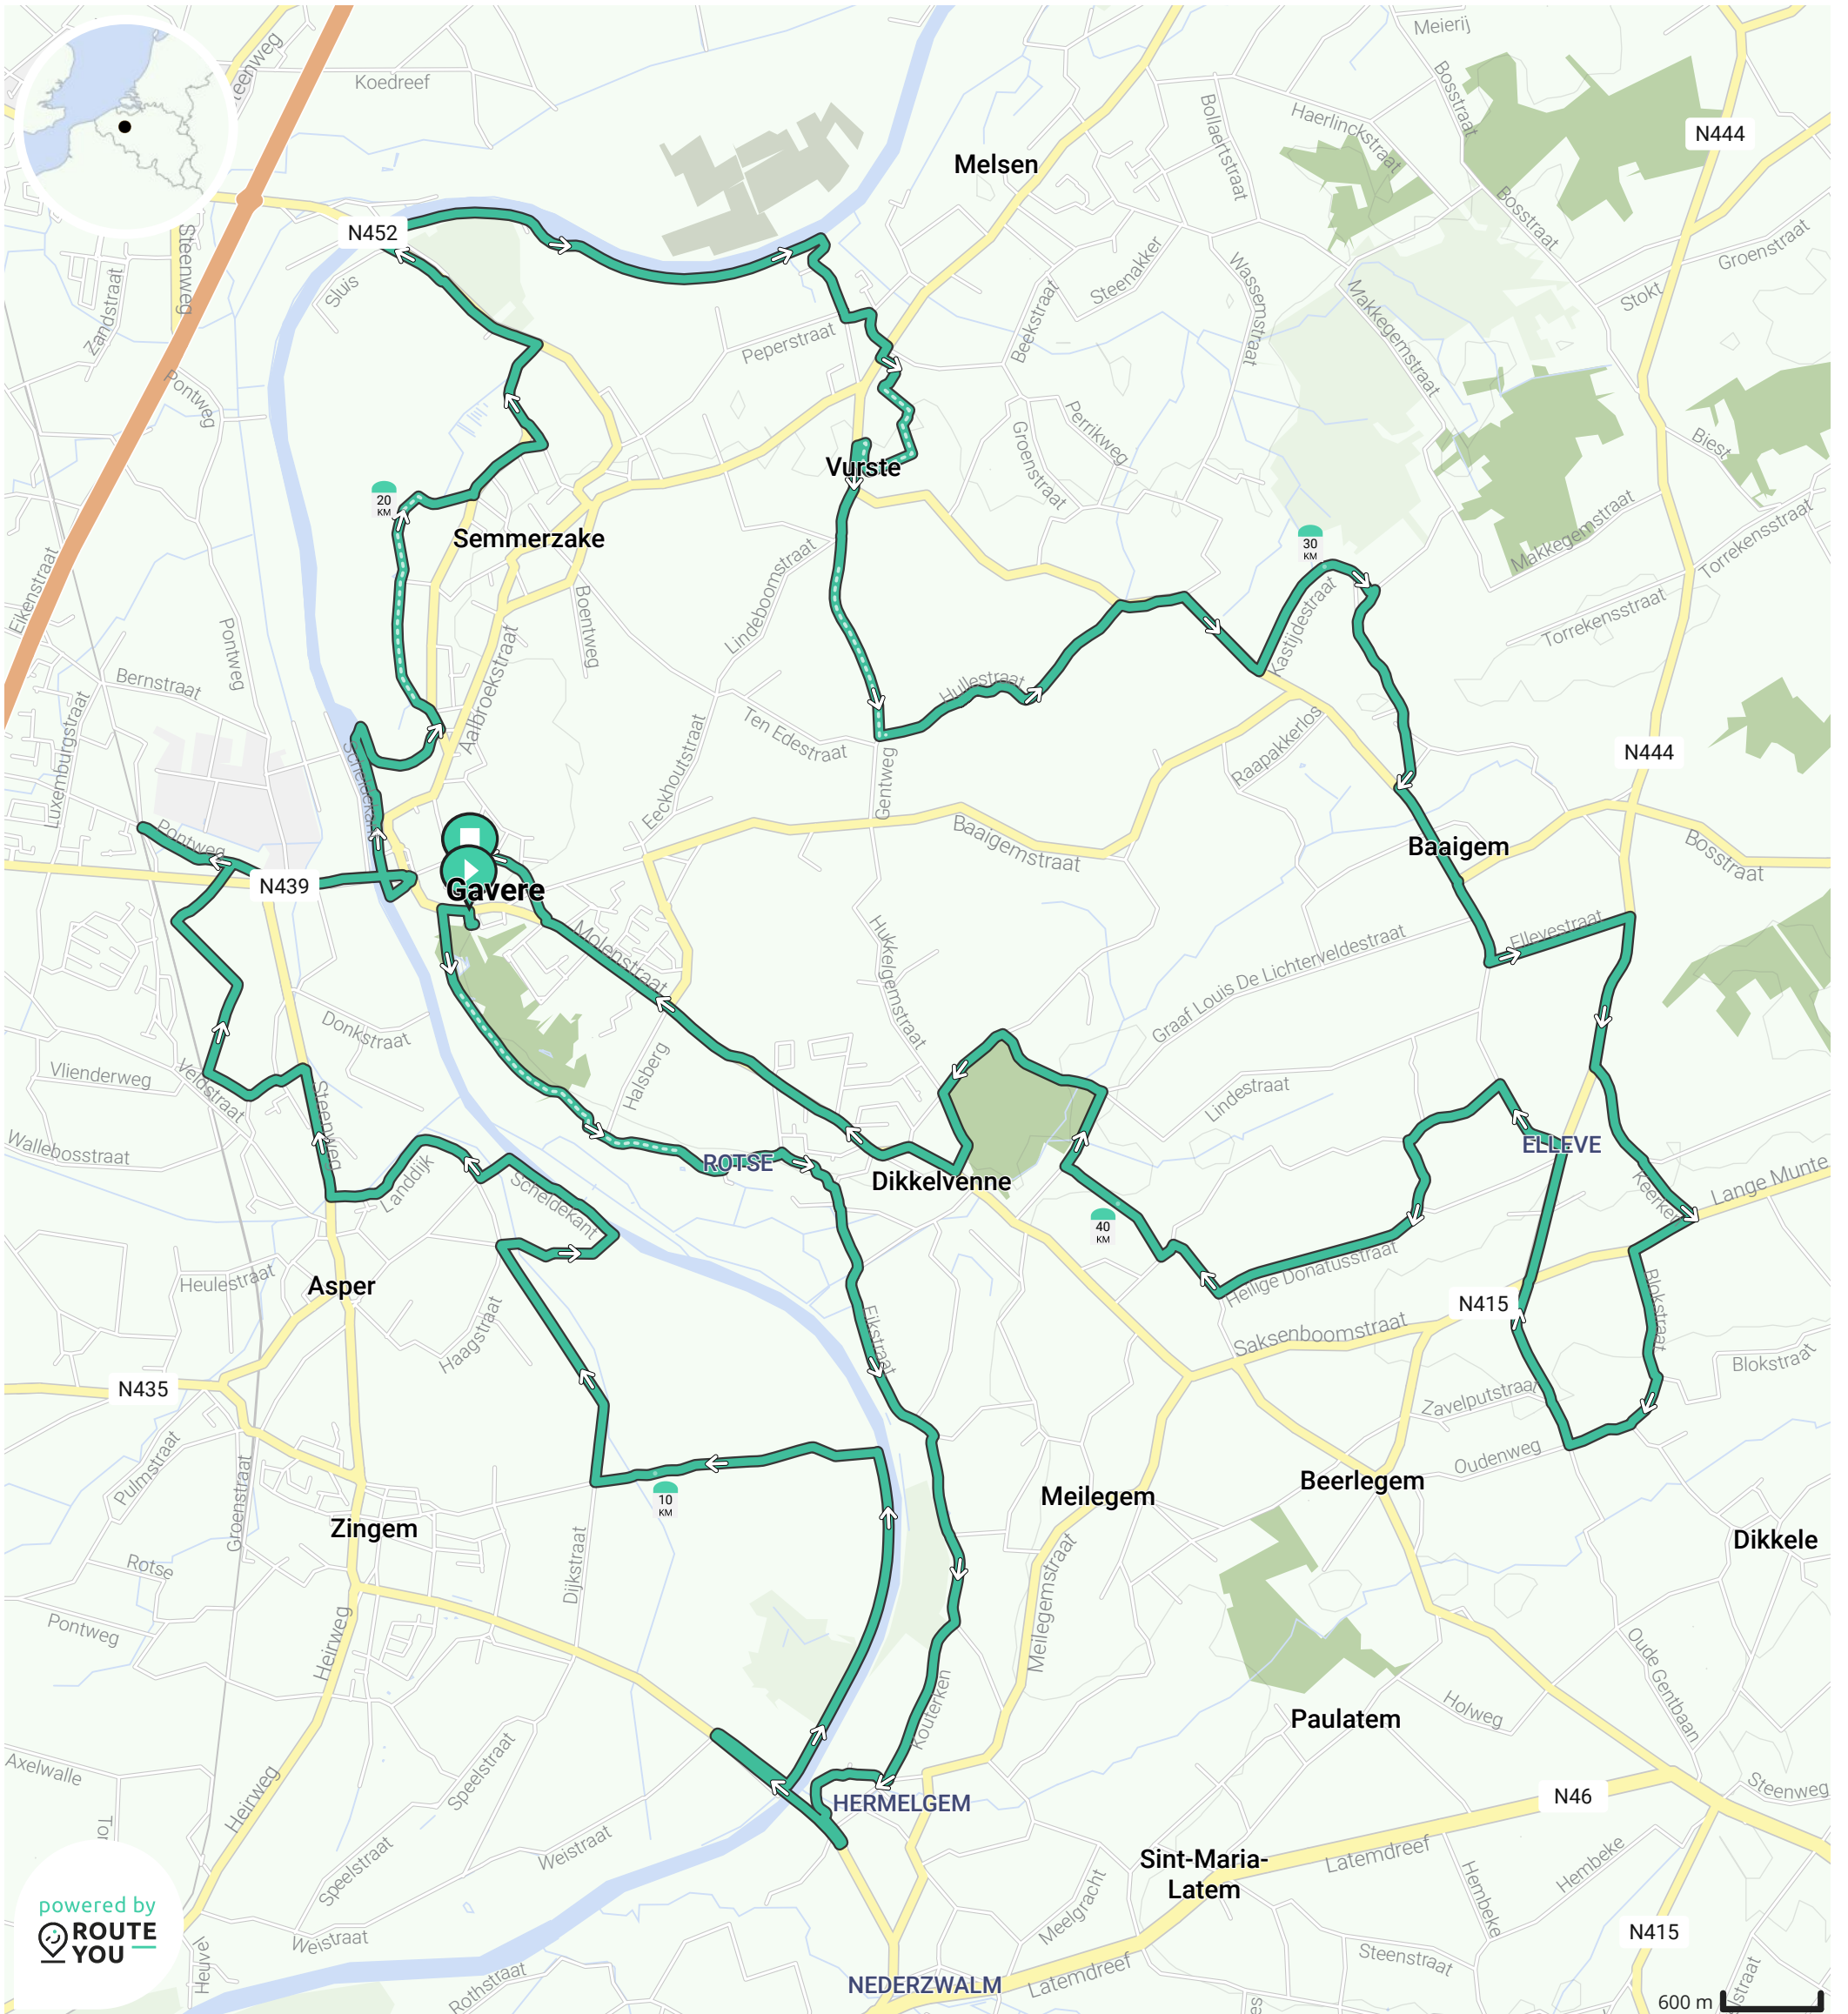 Meierij
Steenweg
Koedreef
Bosstraat
Bollaertstraat
Haerlinckstraat
N444
Melsen
Bosstraat
N452
Steenweg
Groenstraat
Steenakker
Wassemstraat
Zandstraat
Sluis
Stokt
Makkegemstraat
Beekstraat
Peperstraat
Pontweg
Perrikweg
Groenstraat
Biest
Vurste
20
KM
Makkegemstraat
Semmerzake
30
KM
Torrekensstraat
Eikenstraat
Lindeboomstraat
Boentweg
Kastijdestraat
Torrekensstraat
Pontweg
Aalbroekstraat
Bernstraat
Hullestraat
Luxemburgstraat
Ten Edestraat
Raapakkerlos
N444
Eeckhoutstraat
Gentweg
Pontweg
Baaigemstraat
Baaigem
Bosstraat
N439
Gavere
Molenstraat
Hukkelgemstraat
Ellevestraat
Graaf Louis De Lichterveldestraat
Donkstraat
Vlienderweg
Veldstraat
Halsberg
Lindestraat
Steenweg
Wallebosstraat
ROTSE
ELLEVE
Dikkelvenne
Landdijk
Scheldekant
Lange Munte
40
KM
Heulestraat
Asper
Heilige Donatusstraat
N415
Haagstraat
Eikstraat
Saksenboomstraat
Blokstraat
Blokstraat
N435
Zavelputstraat
Pulmstraat
Groenstraat
Oudenweg
10
KM
Meilegem
Beerlegem
Zingem
Dikkele
Rotse
Dijkstraat
Meilegemstraat
Pontweg
Heirweg
Oude Gentbaan
Kouterken
Holweg
Paulatem
Axelwalle
Speelstraat
Heirweg
HERMELGEM
N46
Steenweg
Weistraat
Speelstraat
Sint-Maria-
Latem
Latemdreef
Hembeke
Hembeke
Meelgracht
powered by
ROUTE
YOU
Weistraat
Heuvel
N415
Steenstraat
Rothstraat
NEDERZWALM
Latemdreef
600 m